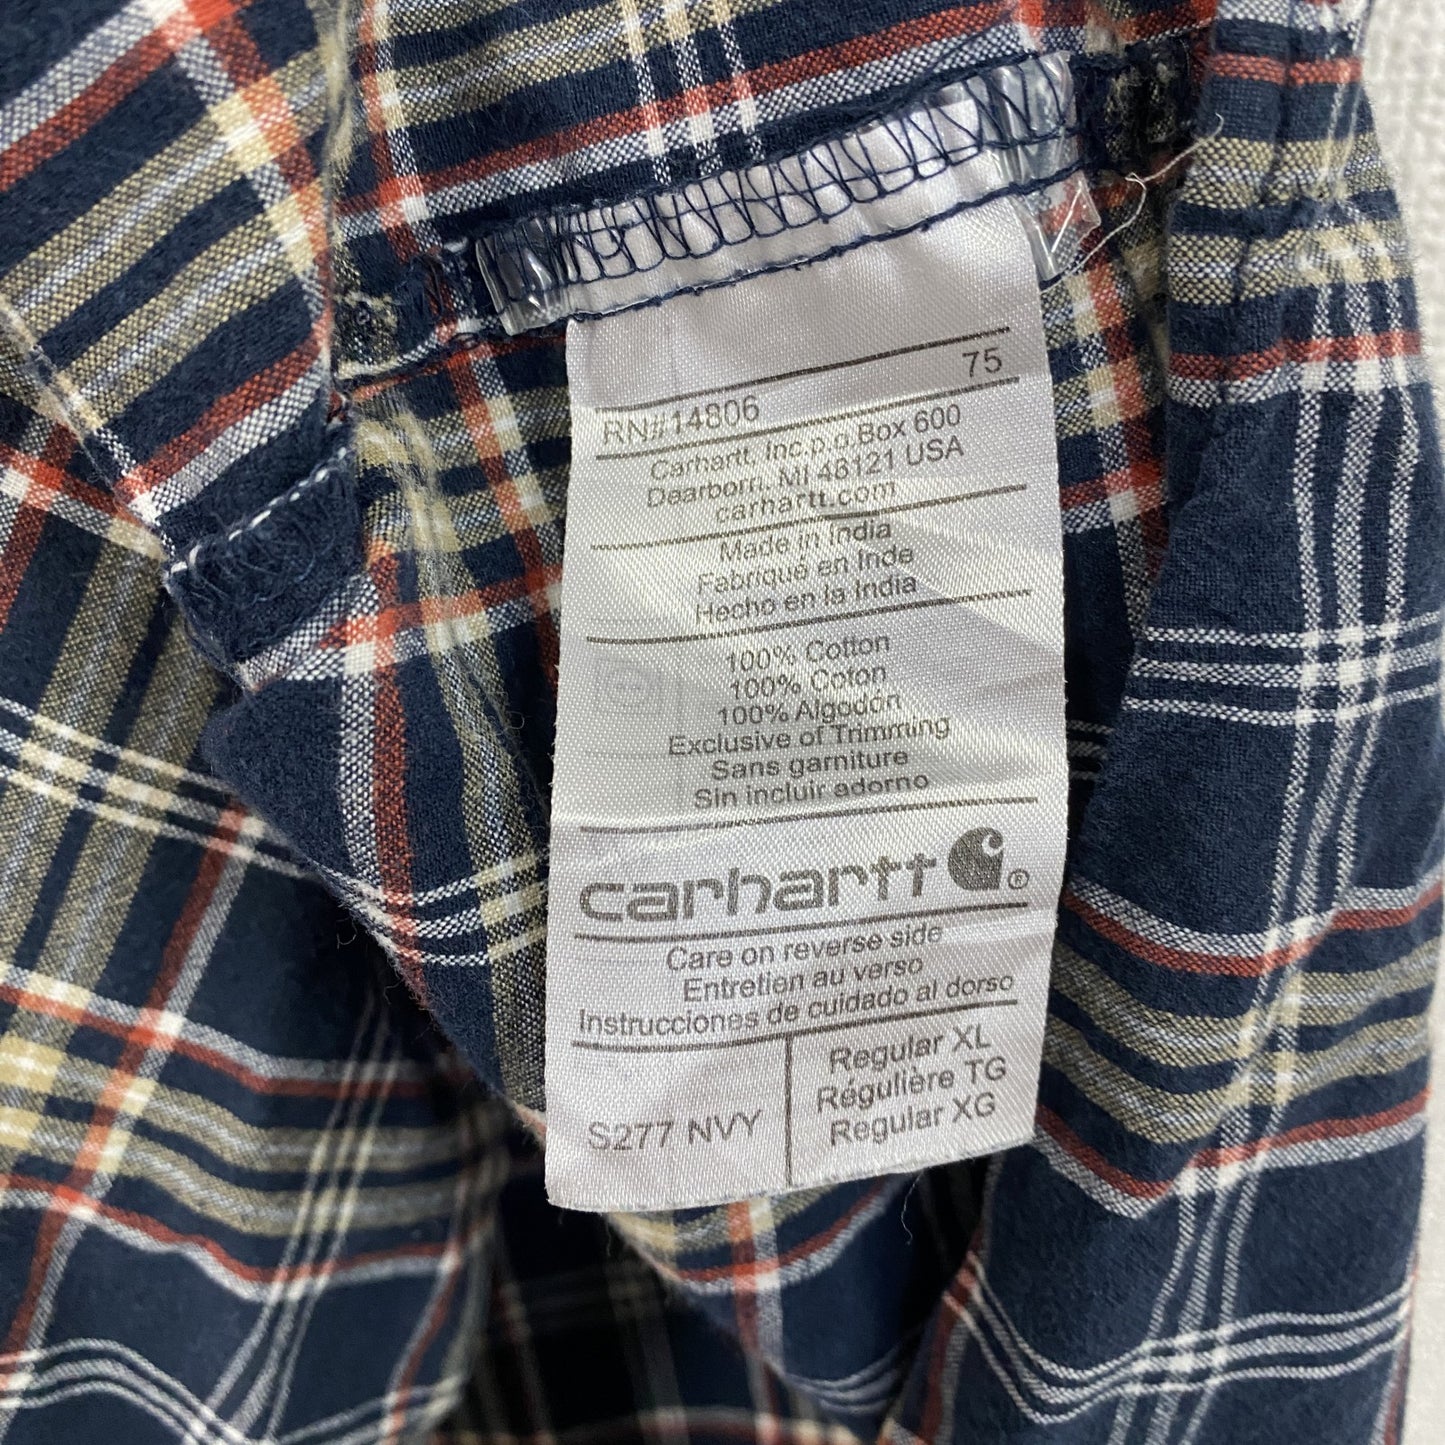 75
RN#14806
Carhartt, Inc.p.o.Box 600
Dearborn, MI 48121 USA
carhartt.com
Made in India
Fabriqué en Inde
Hecho en la India
100% Cotton
100% Coton
100% Algodón
Exclusive of Trimming
Sans garniture
Sin incluir adorno
carhartt ®
Care on reverse side
Entretien au verso
Instrucciones de cuidado al dorso
S277 NVY
Regular XL
Régulière TG
Regular XG